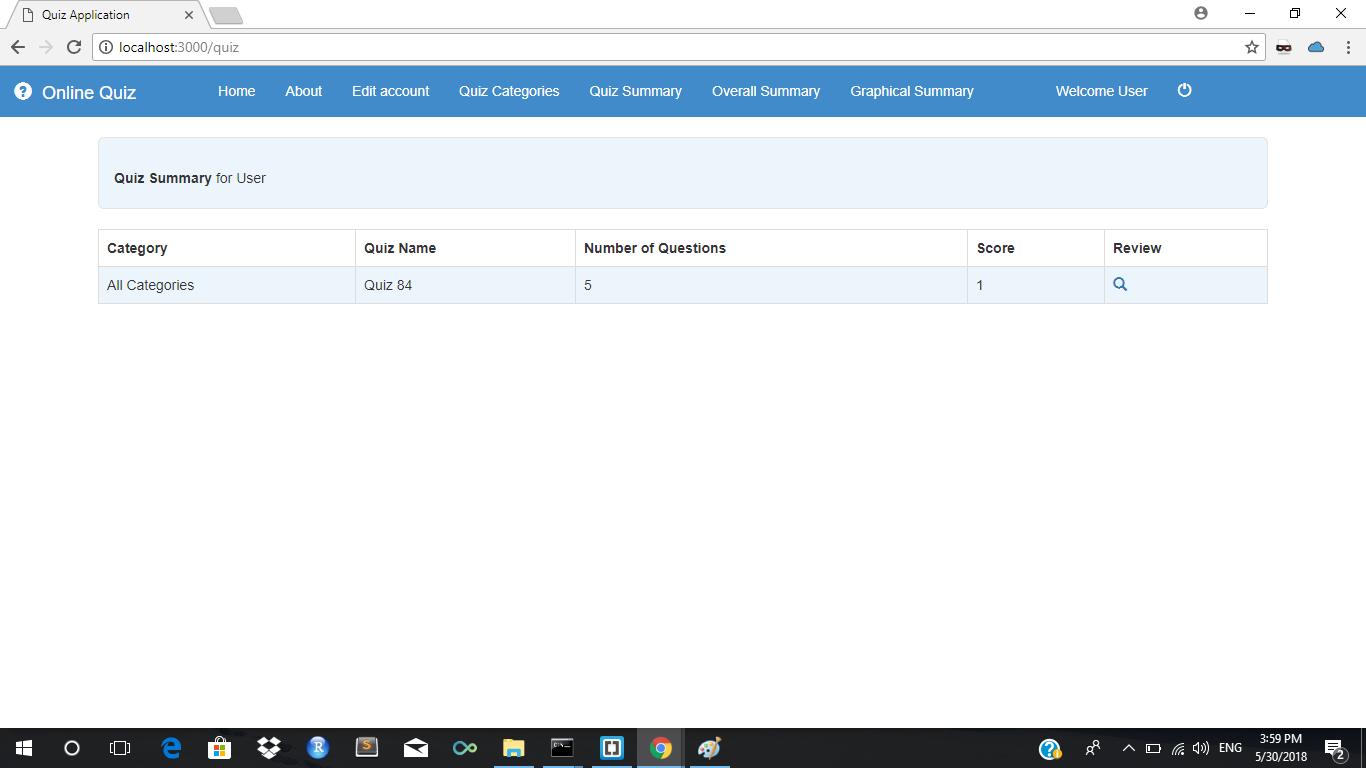 Quiz Application
localhost:3000/quiz
Online Quiz Home About Edit account Quiz Categories Quiz Summary Overall Summary Graphical Summary Welcome User
Quiz Summary for User
Category Quiz Name Number of Questions Score Review
All Categories Quiz 84 5 1
3:59 PM
ENG
5/30/2018
2